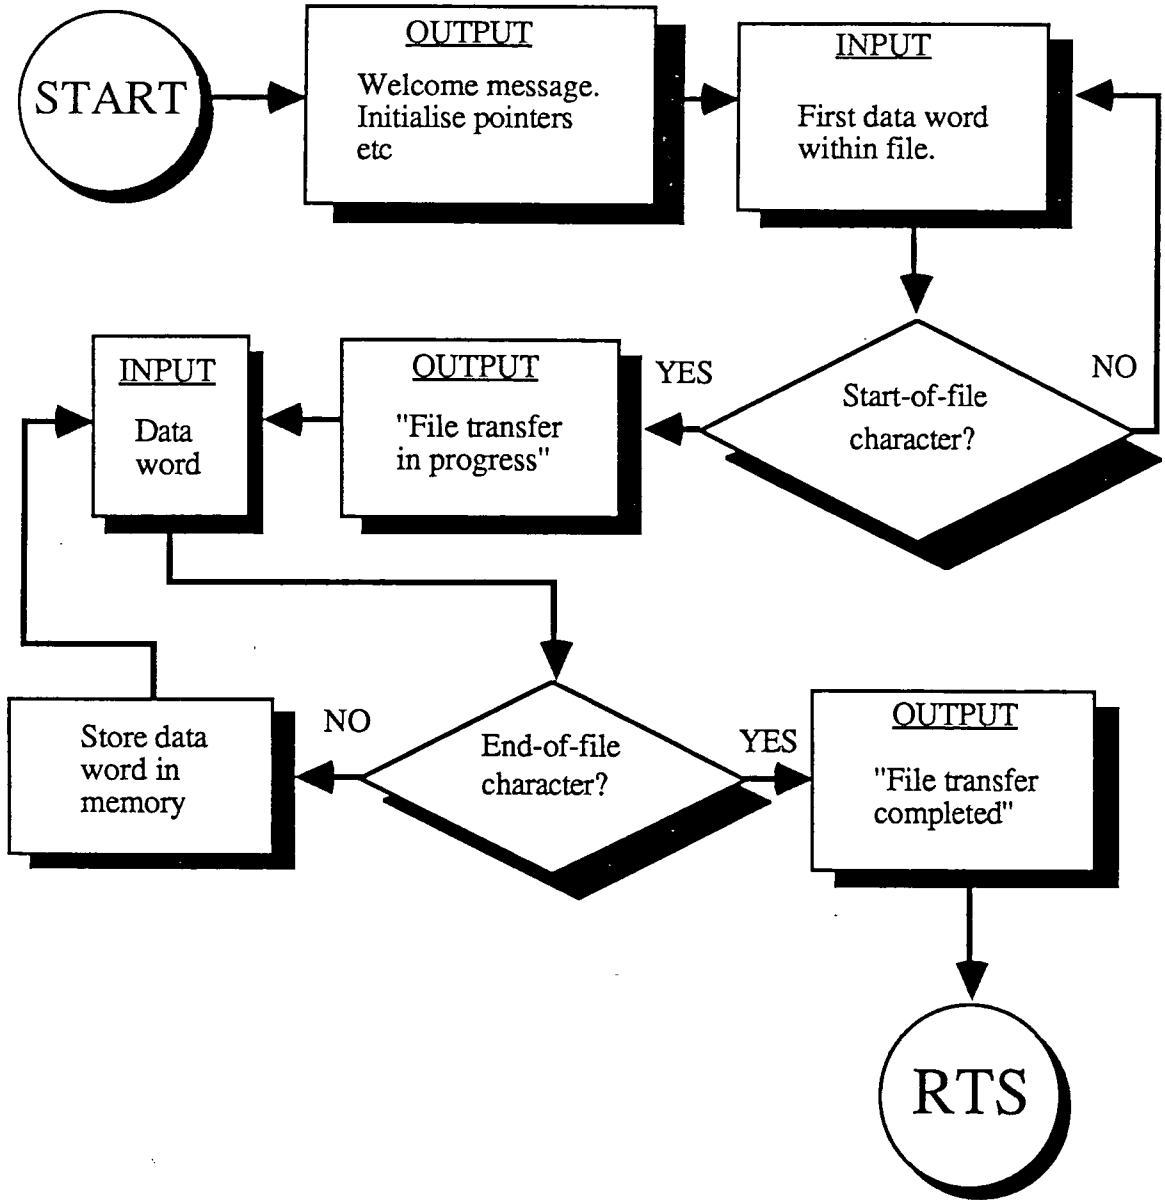 START
OUTPUT
Welcome message.
Initialise pointers
etc
INPUT
First data word
within file.
Start-of-file
character?
NO
YES
OUTPUT
"File transfer
in progress"
INPUT
Data
word
End-of-file
character?
NO
Store data
word in
memory
YES
OUTPUT
"File transfer
completed"
RTS